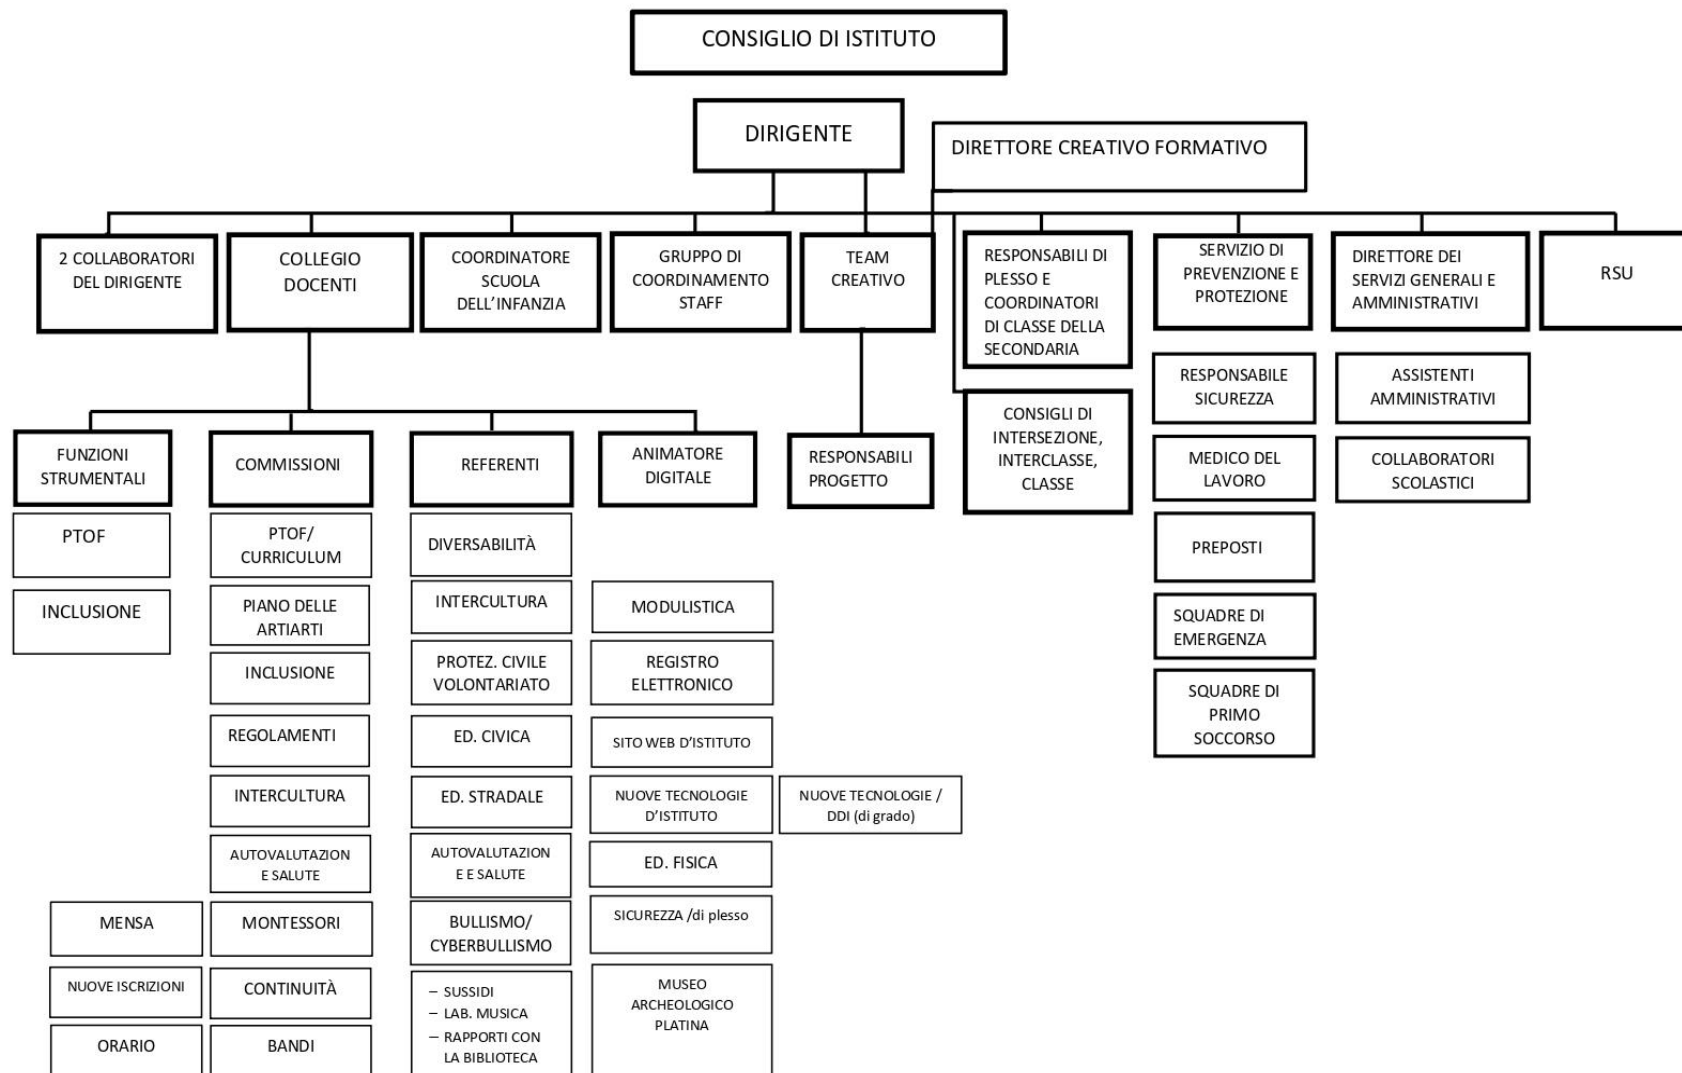 CONSIGLIO DI ISTITUTO
DIRIGENTE
DIRETTORE CREATIVO FORMATIVO
2 COLLABORATORI
DEL DIRIGENTE
COLLEGIO
DOCENTI
COORDINATORE
SCUOLA
DELL’INFANZIA
GRUPPO DI
COORDINAMENTO
STAFF
TEAM
CREATIVO
RESPONSABILI DI
PLESSO E
COORDINATORI
DI CLASSE DELLA
SECONDARIA
SERVIZIO DI
PREVENZIONE E
PROTEZIONE
DIRETTORE DEI
SERVIZI GENERALI E
AMMINISTRATIVI
RSU
RESPONSABILE
SICUREZZA
ASSISTENTI
AMMINISTRATIVI
CONSIGLI DI
INTERSEZIONE,
INTERCLASSE,
CLASSE
MEDICO DEL
LAVORO
COLLABORATORI
SCOLASTICI
PREPOSTI
SQUADRE DI
EMERGENZA
SQUADRE DI
PRIMO
SOCCORSO
FUNZIONI
STRUMENTALI
COMMISSIONI
REFERENTI
ANIMATORE
DIGITALE
RESPONSABILI
PROGETTO
PTOF
INCLUSIONE
PTOF/
CURRICULUM
PIANO DELLE
ARTIARTI
INCLUSIONE
REGOLAMENTI
INTERCULTURA
AUTOVALUTAZION
E SALUTE
MONTESSORI
CONTINUITÀ
BANDI
MENSA
NUOVE ISCRIZIONI
ORARIO
DIVERSABILITÀ
INTERCULTURA
PROTEZ. CIVILE
VOLONTARIATO
ED. CIVICA
ED. STRADALE
AUTOVALUTAZION
E E SALUTE
BULLISMO/
CYBERBULLISMO
– SUSSIDI
– LAB. MUSICA
– RAPPORTI CON
LA BIBLIOTECA
MODULISTICA
REGISTRO
ELETTRONICO
SITO WEB D’ISTITUTO
NUOVE TECNOLOGIE
D’ISTITUTO
NUOVE TECNOLOGIE /
DDI (di grado)
ED. FISICA
SICUREZZA /di plesso
MUSEO
ARCHEOLOGICO
PLATINA